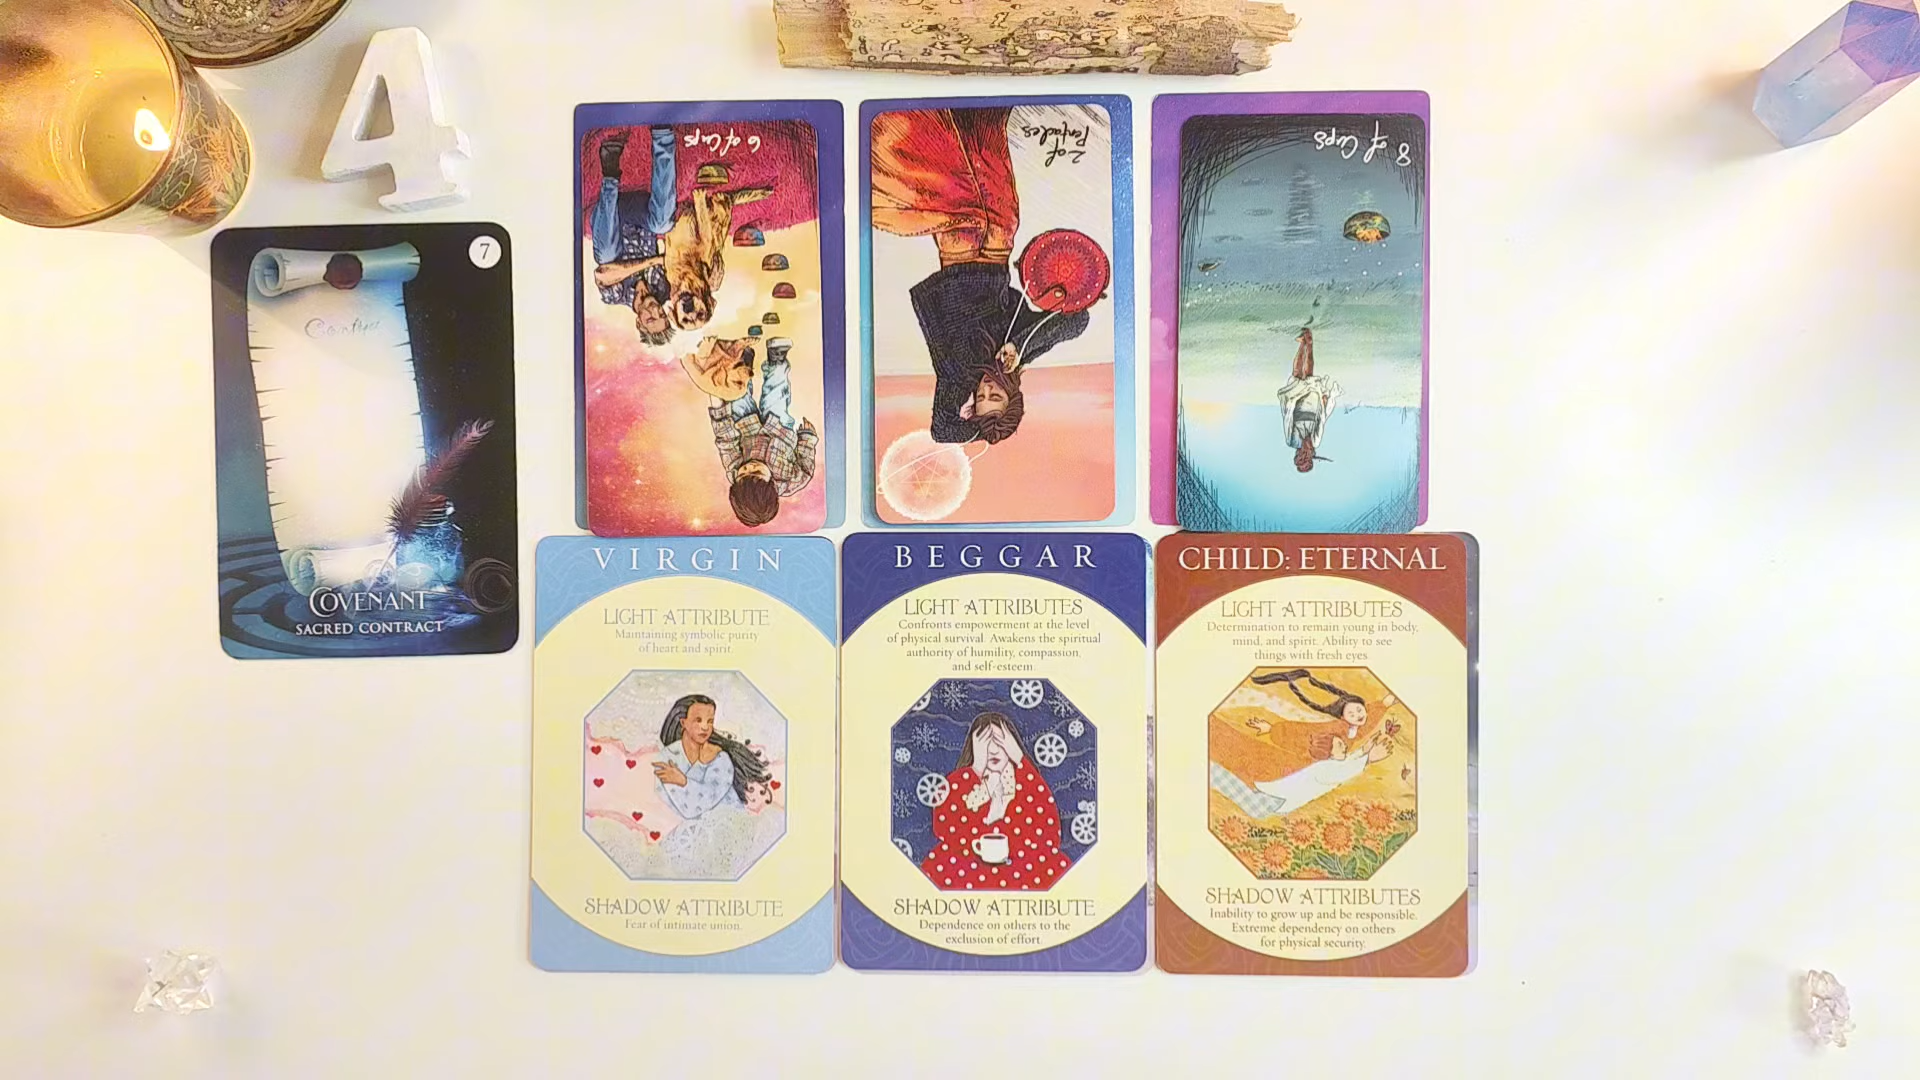 4
7
Contract
COVENANT
SACRED CONTRACT
6 of Cups
2 of
Pentacles
8 of Cups
VIRGIN
LIGHT ATTRIBUTE
Maintaining symbolic purity
of heart and spirit.
SHADOW ATTRIBUTE
Fear of intimate union.
BEGGAR
LIGHT ATTRIBUTES
Confronts empowerment at the level
of physical survival. Awakens the spiritual
authority of humility, compassion,
and self-esteem.
SHADOW ATTRIBUTE
Dependence on others to the
exclusion of effort.
CHILD: ETERNAL
LIGHT ATTRIBUTES
Determination to remain young in body,
mind, and spirit. Ability to see
things with fresh eyes.
SHADOW ATTRIBUTES
Inability to grow up and be responsible.
Extreme dependency on others
for physical security.